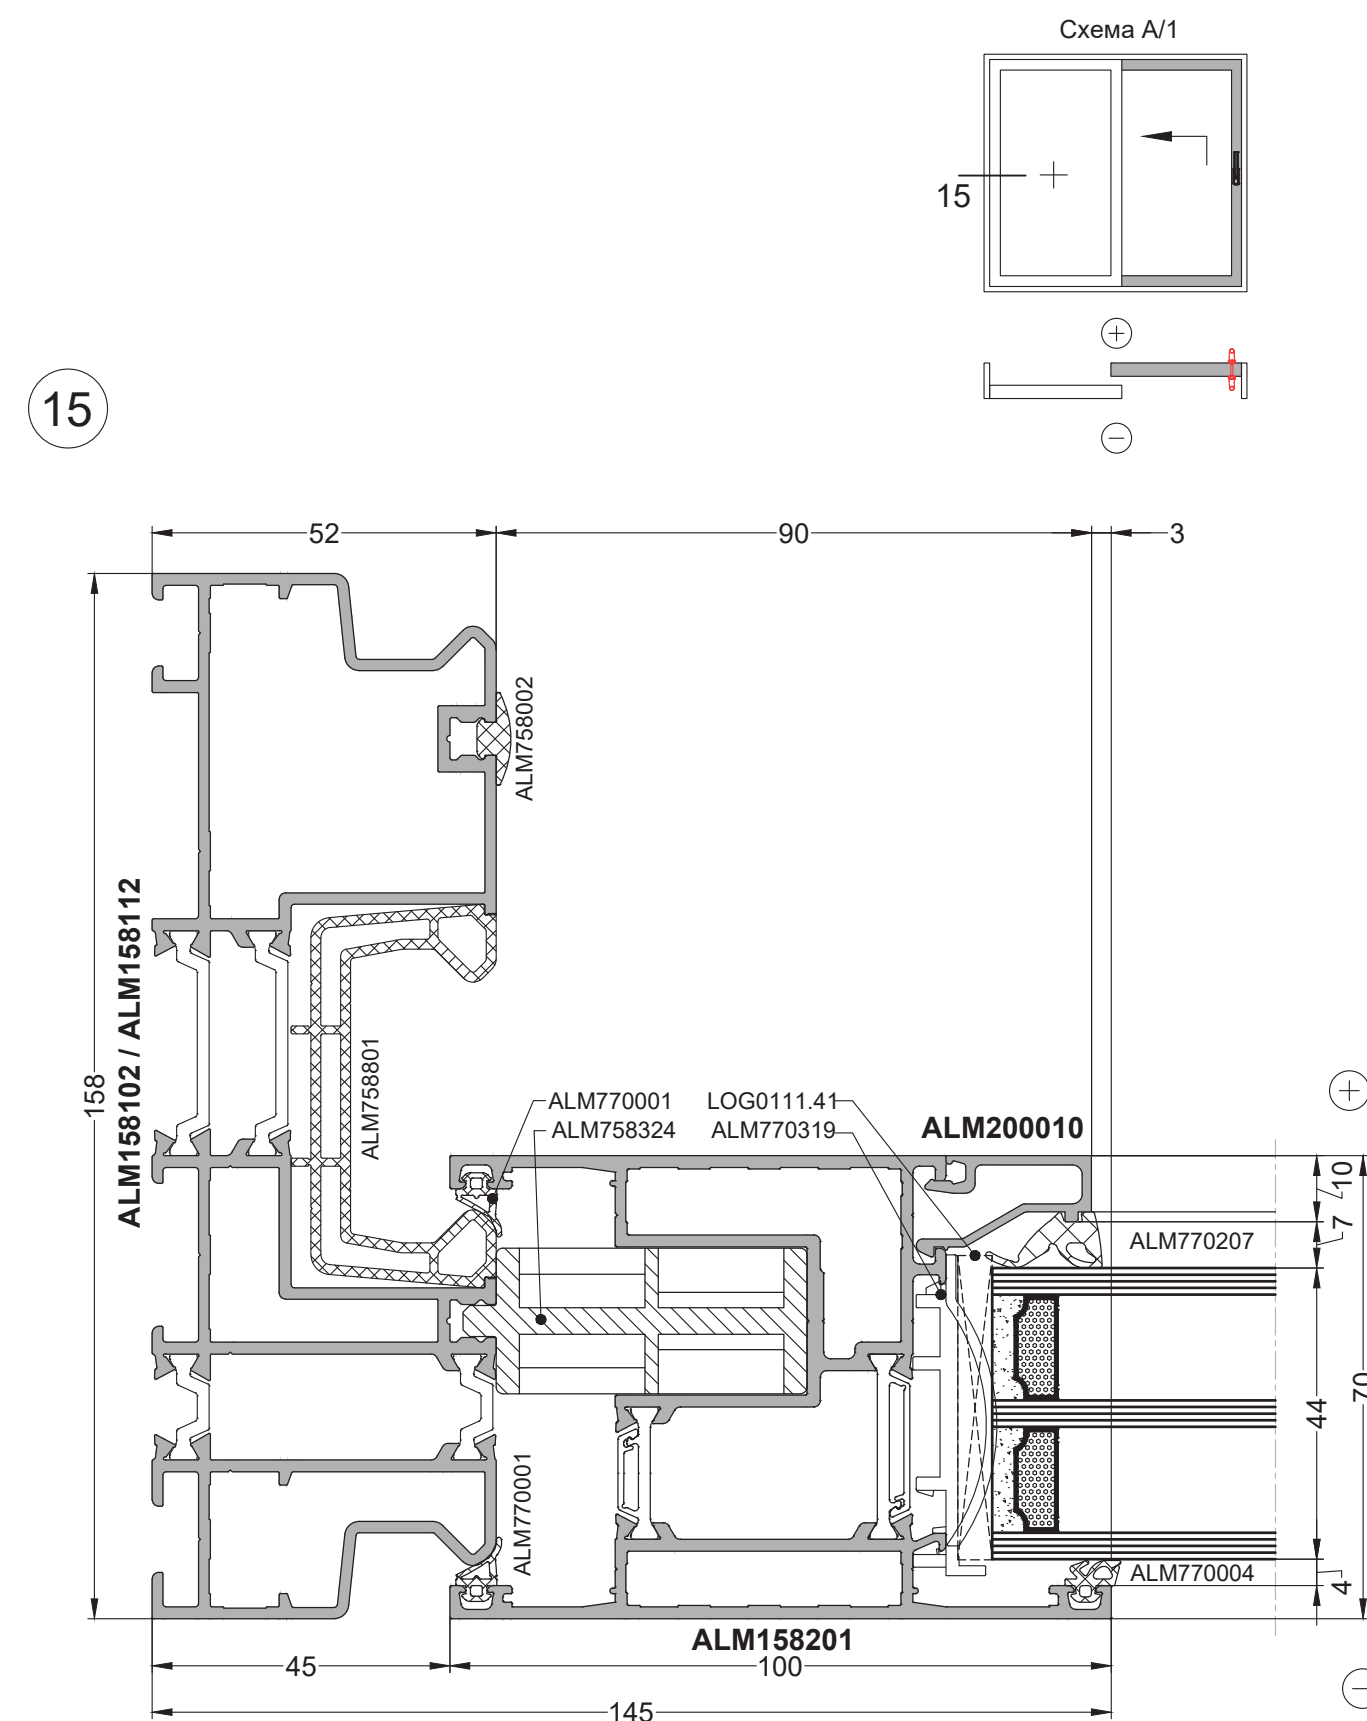 Схема А/1
15
+
−
15
52
90
3
ALM758002
158
ALM158102 / ALM158112
ALM758801
ALM770001
LOG0111.41
ALM758324
ALM770319
ALM200010
+
10
7
ALM770207
44
70
ALM770001
ALM770004
4
ALM158201
45
100
145
−